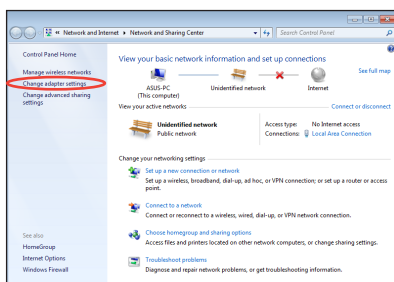 « Network and Internet ▸ Network and Sharing Center
Search Control Panel
Control Panel Home
Manage wireless networks
Change adapter settings
Change advanced sharing
settings
See also
HomeGroup
Internet Options
Windows Firewall
View your basic network information and set up connections
See full map
ASUS-PC
(This computer)
Unidentified network
Internet
View your active networks
Connect or disconnect
Unidentified network
Public network
Access type: No Internet access
Connections: Local Area Connection
Change your networking settings
Set up a new connection or network
Set up a wireless, broadband, dial-up, ad hoc, or VPN connection; or set up a router or access
point.
Connect to a network
Connect or reconnect to a wireless, wired, dial-up, or VPN network connection.
Choose homegroup and sharing options
Access files and printers located on other network computers, or change sharing settings.
Troubleshoot problems
Diagnose and repair network problems, or get troubleshooting information.